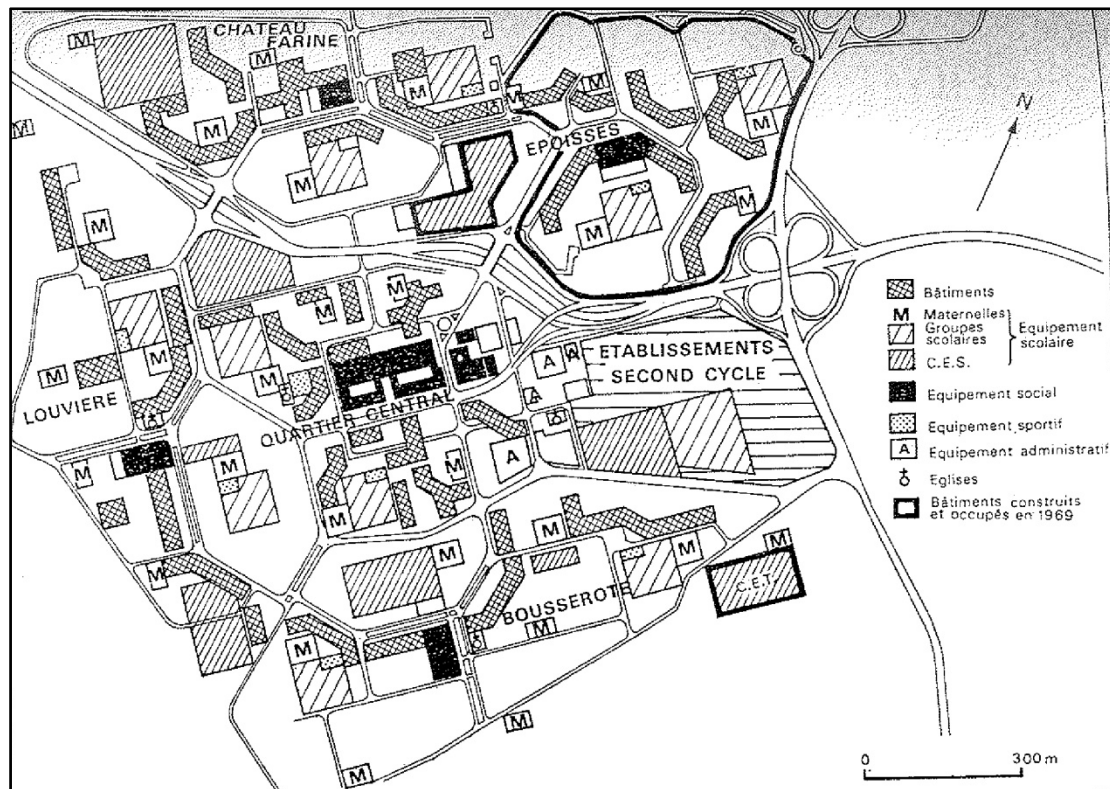 CHATEAU
FARINE
M
M
M
M
M
M
M
N
EPOISSES
M
M
M
M
M
M
M
M
M
M
M
LOUVIERE
QUARTIER CENTRAL
A
A
A
A
ETABLISSEMENTS
SECOND CYCLE
M
M
M
M
M
M
M
M
M
M
C.E.T.
BOUSSEROTE
M
M
M
M
Bâtiments
M Maternelles
Groupes
scolaires
C.E.S.
Equipement
scolaire
Equipement social
Equipement sportif
A Equipement administratif
Eglises
Bâtiments construits
et occupés en 1969
0 300 m